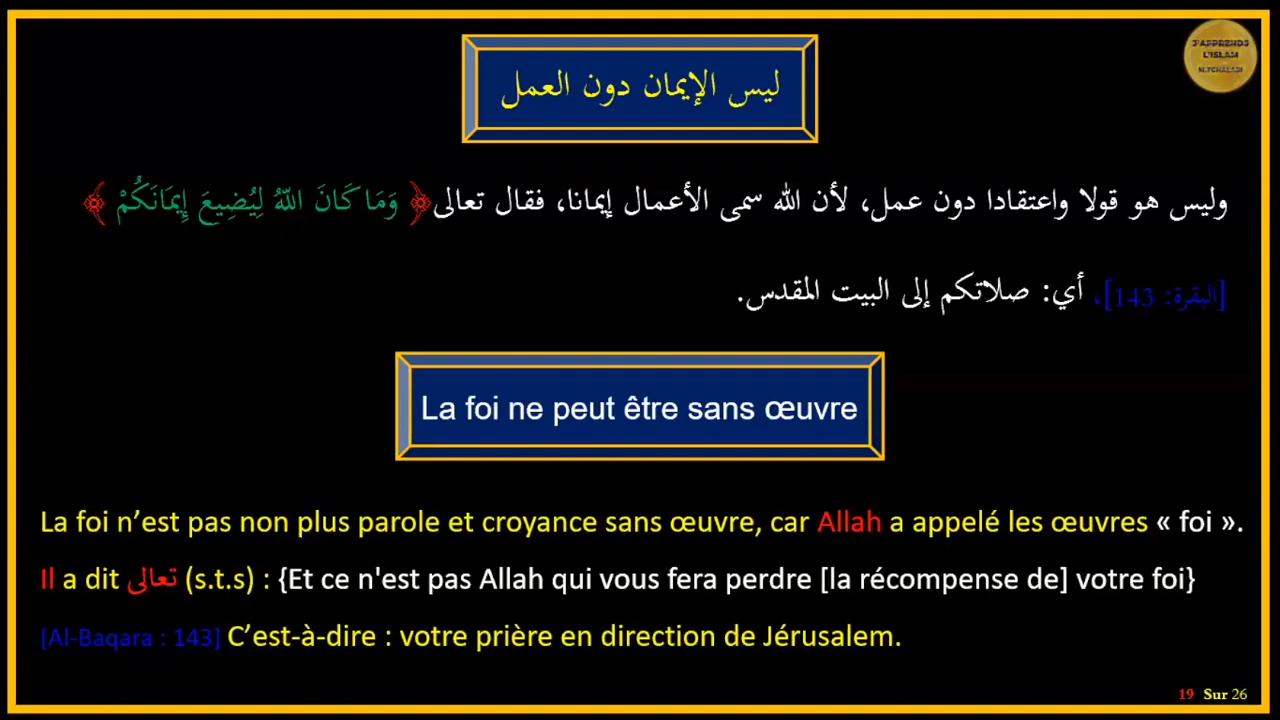 J'APPRENDS
L'ISLAM
M.TCHALABI
ليس الإيمان دون العمل
وليس هو قولا واعتقادا دون عمل، لأن الله سمى الأعمال إيمانا، فقال تعالى ﴿ وَمَا كَانَ اللَّهُ لِيُضِيعَ إِيمَانَكُمْ ﴾
[البقرة: 143]، أي: صلاتكم إلى البيت المقدس.
La foi ne peut être sans œuvre
La foi n’est pas non plus parole et croyance sans œuvre, car Allah a appelé les œuvres « foi ».
Il a dit تعالى (s.t.s) : {Et ce n'est pas Allah qui vous fera perdre [la récompense de] votre foi}
[Al-Baqara : 143] C’est-à-dire : votre prière en direction de Jérusalem.
19 Sur 26